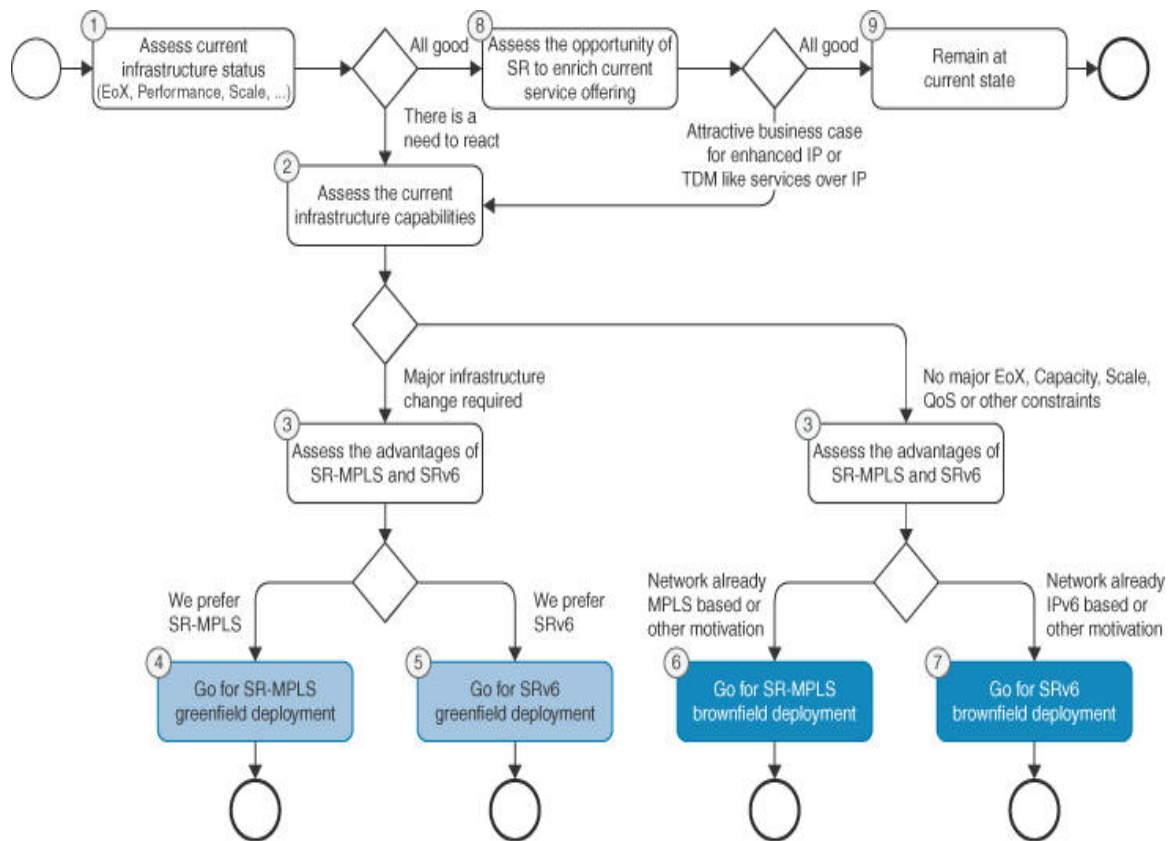 1
Assess current
infrastructure status
(EoX, Performance, Scale, ...)
All good
8
Assess the opportunity of
SR to enrich current
service offering
All good
9
Remain at
current state
There is a
need to react
Attractive business case
for enhanced IP or
TDM like services over IP
2
Assess the current
infrastructure capabilities
Major infrastructure
change required
No major EoX, Capacity, Scale,
QoS or other constraints
3
Assess the advantages of
SR-MPLS and SRv6
3
Assess the advantages of
SR-MPLS and SRv6
We prefer
SR-MPLS
We prefer
SRv6
Network already
MPLS based or
other motivation
Network already
IPv6 based or
other motivation
4
Go for SR-MPLS
greenfield deployment
5
Go for SRv6
greenfield deployment
6
Go for SR-MPLS
brownfield deployment
7
Go for SRv6
brownfield deployment